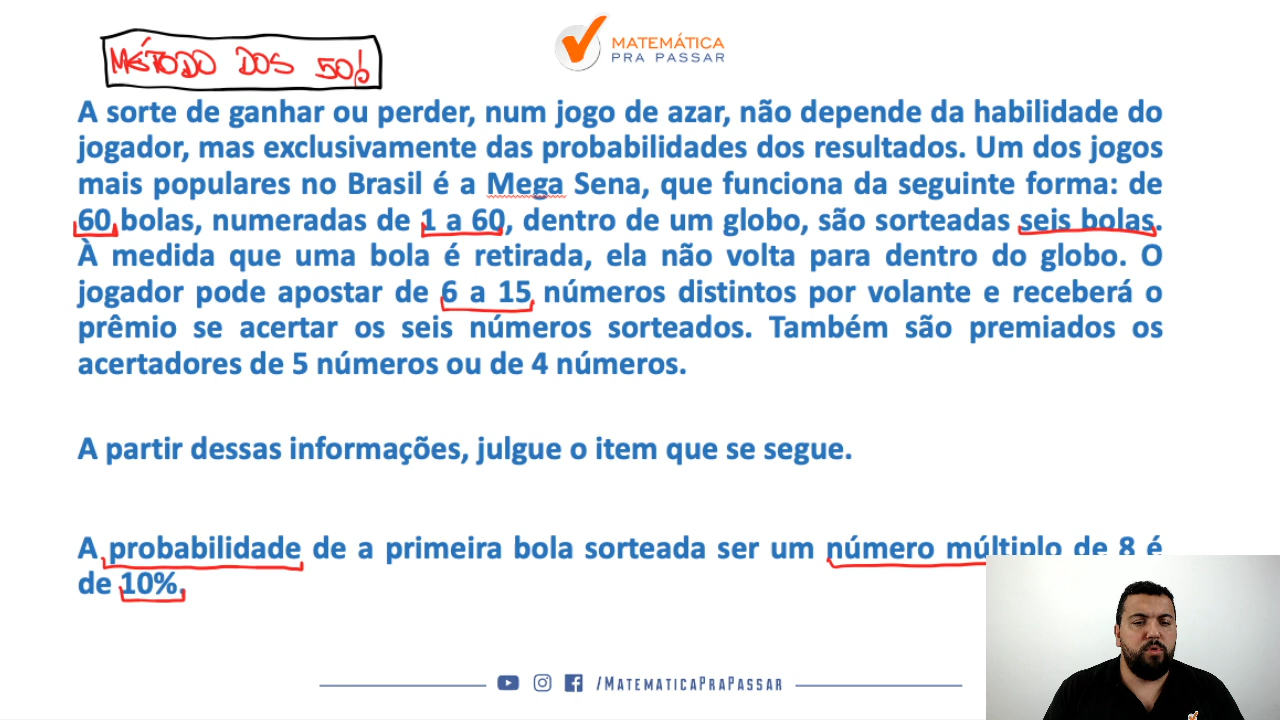 MÉTODO DOS 50%
MATEMÁTICA
PRA PASSAR
A sorte de ganhar ou perder, num jogo de azar, não depende da habilidade do
jogador, mas exclusivamente das probabilidades dos resultados. Um dos jogos
mais populares no Brasil é a Mega Sena, que funciona da seguinte forma: de
60 bolas, numeradas de 1 a 60, dentro de um globo, são sorteadas seis bolas.
À medida que uma bola é retirada, ela não volta para dentro do globo. O
jogador pode apostar de 6 a 15 números distintos por volante e receberá o
prêmio se acertar os seis números sorteados. Também são premiados os
acertadores de 5 números ou de 4 números.
A partir dessas informações, julgue o item que se segue.
A probabilidade de a primeira bola sorteada ser um número múltiplo de 8 é
de 10%.
/MATEMATICAPRAPASSAR